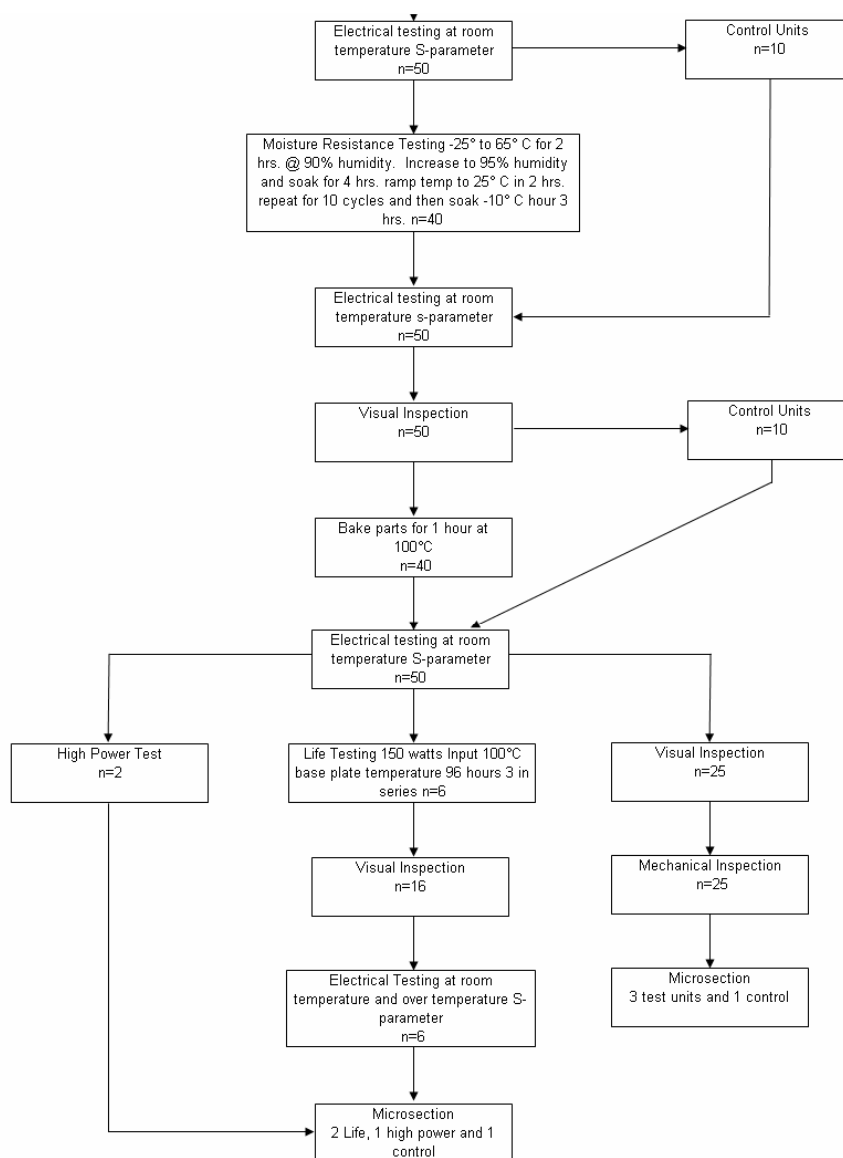 Electrical testing at room
temperature S-parameter
n=50
Control Units
n=10
Moisture Resistance Testing -25° to 65° C for 2
hrs. @ 90% humidity. Increase to 95% humidity
and soak for 4 hrs. ramp temp to 25° C in 2 hrs.
repeat for 10 cycles and then soak -10° C hour 3
hrs. n=40
Electrical testing at room
temperature s-parameter
n=50
Visual Inspection
n=50
Control Units
n=10
Bake parts for 1 hour at
100°C
n=40
Electrical testing at room
temperature S-parameter
n=50
High Power Test
n=2
Life Testing 150 watts Input 100°C
base plate temperature 96 hours 3 in
series n=6
Visual Inspection
n=25
Visual Inspection
n=16
Mechanical Inspection
n=25
Electrical Testing at room
temperature and over temperature S-
parameter
n=6
Microsection
3 test units and 1 control
Microsection
2 Life, 1 high power and 1
control